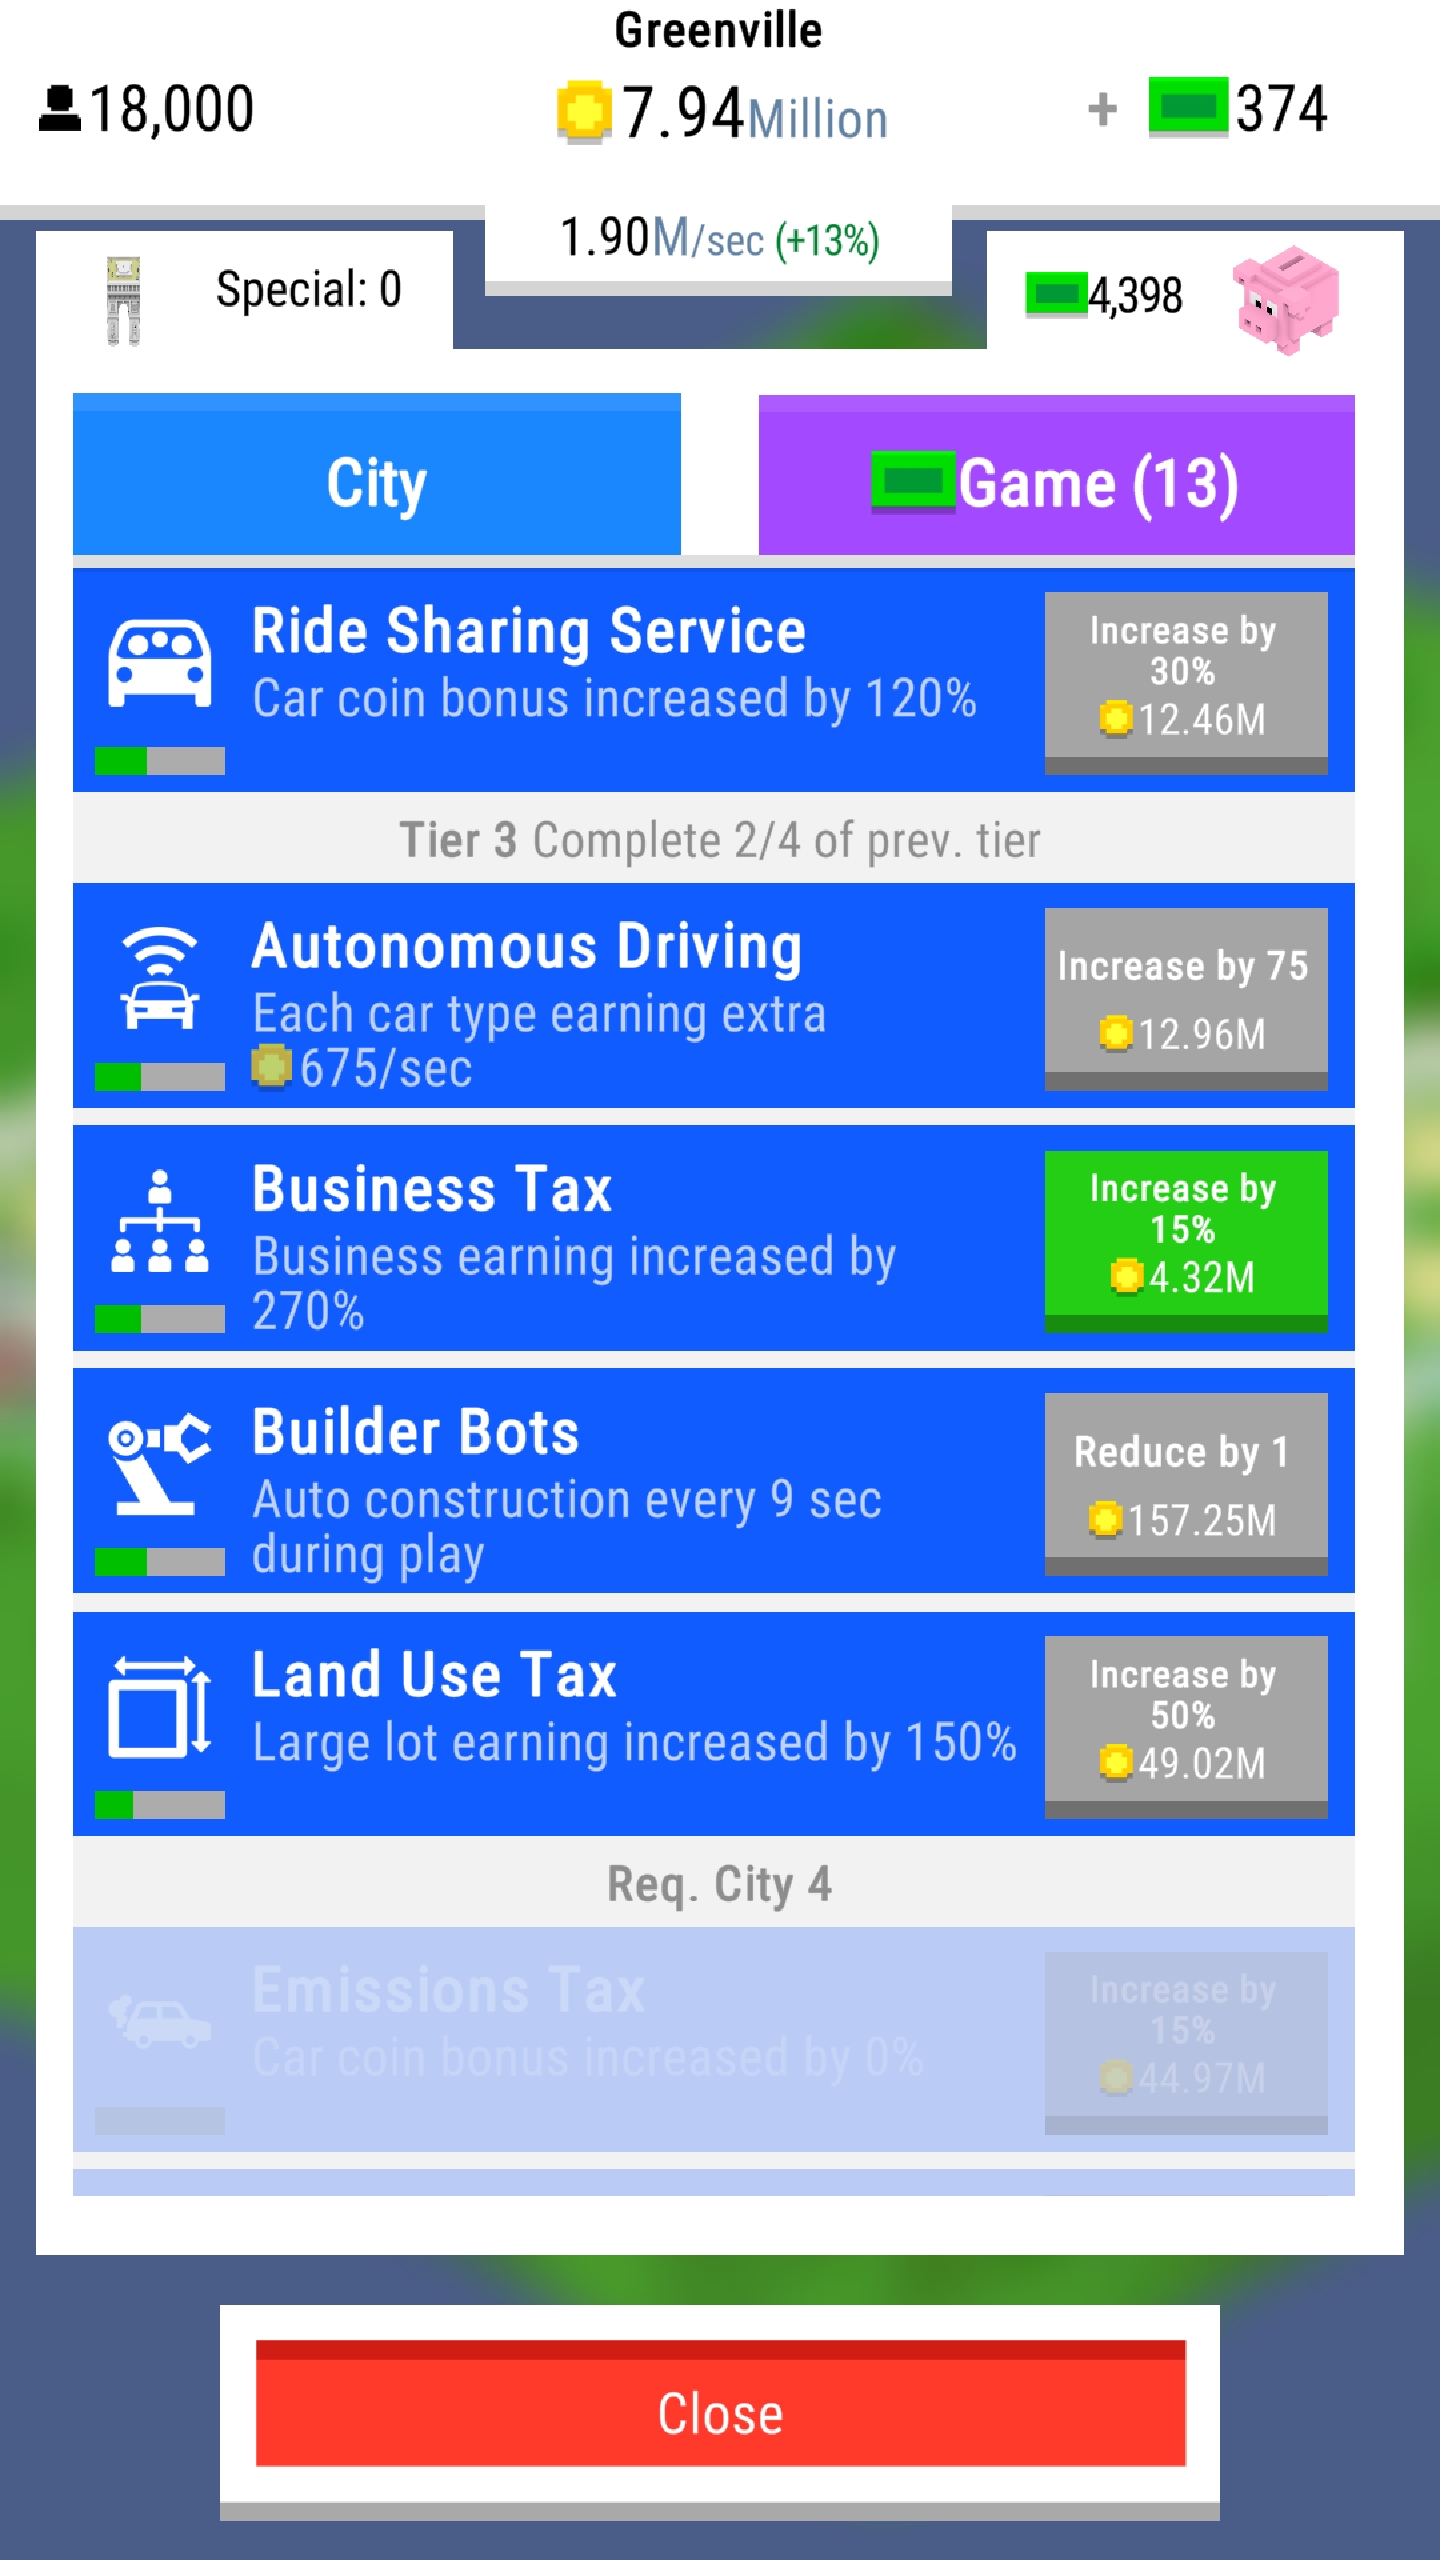 Greenville
18,000
7.94Million
+ 374
1.90M/sec (+13%)
Special: 0
4,398
City
Game (13)
Ride Sharing Service
Car coin bonus increased by 120%
Increase by
30%
12.46M
Tier 3 Complete 2/4 of prev. tier
Autonomous Driving
Each car type earning extra
675/sec
Increase by 75
12.96M
Business Tax
Business earning increased by
270%
Increase by
15%
4.32M
Builder Bots
Auto construction every 9 sec
during play
Reduce by 1
157.25M
Land Use Tax
Large lot earning increased by 150%
Increase by
50%
49.02M
Req. City 4
Emissions Tax
Car coin bonus increased by 0%
Increase by
15%
44.97M
Close